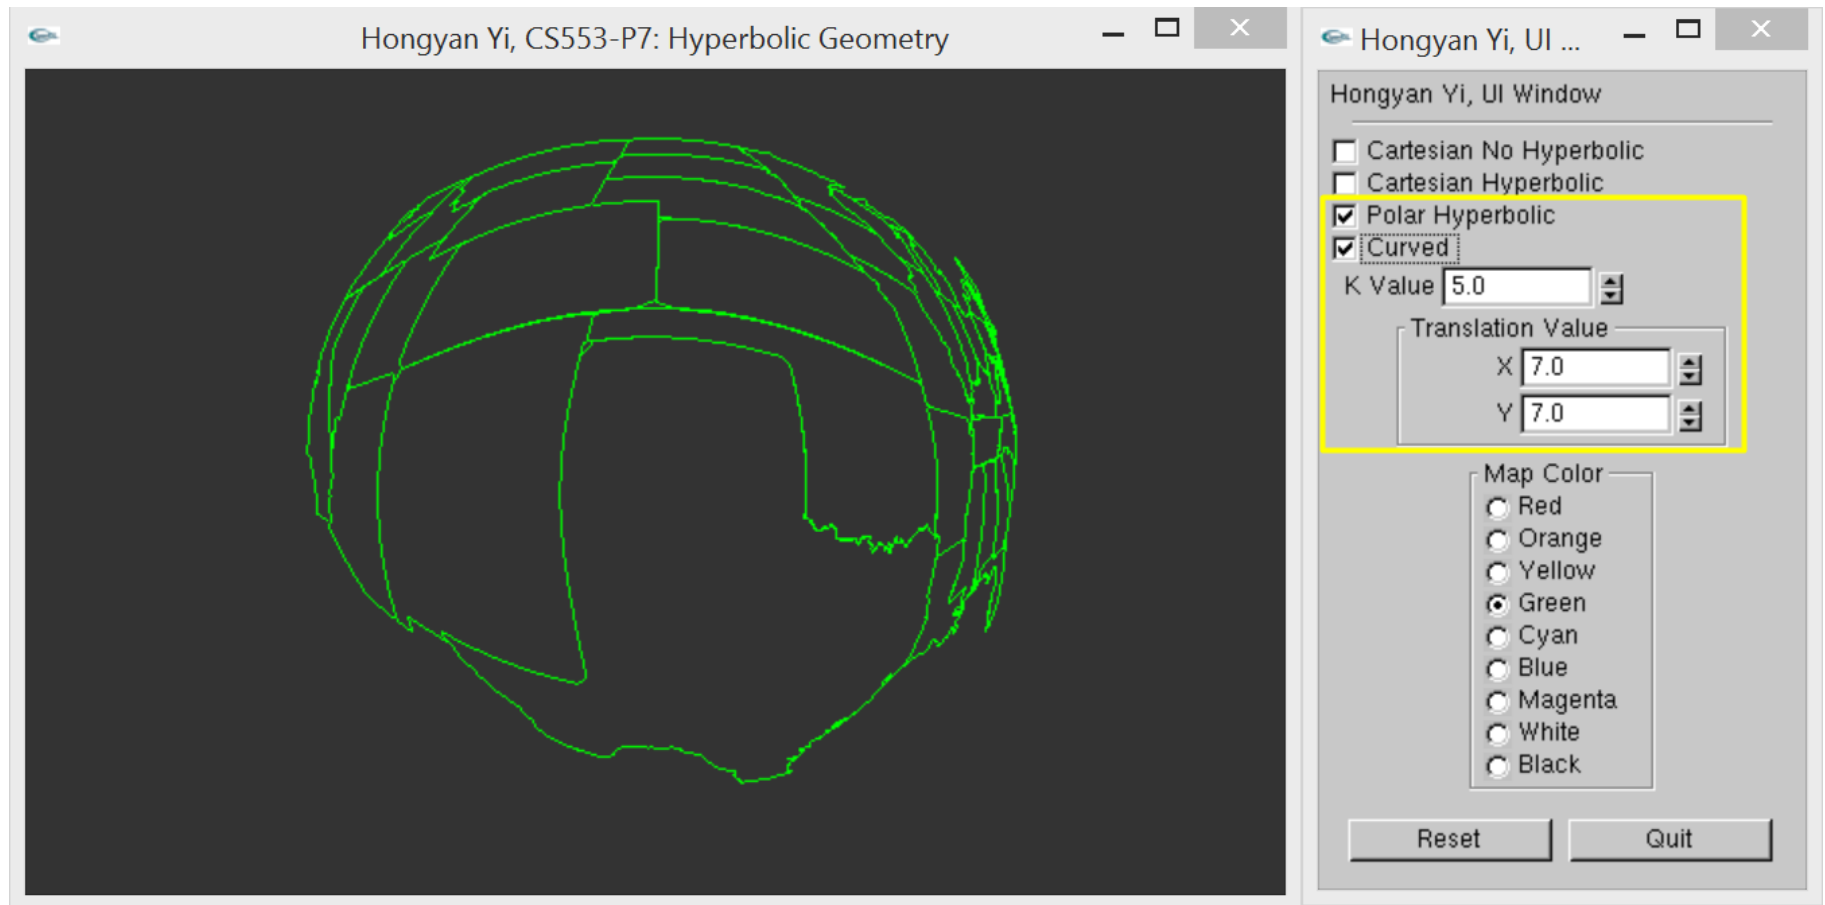 Hongyan Yi, CS553-P7: Hyperbolic Geometry
Hongyan Yi, UI ...
Hongyan Yi, UI Window
Cartesian No Hyperbolic
Cartesian Hyperbolic
Polar Hyperbolic
Curved
K Value 5.0
Translation Value
X 7.0
Y 7.0
Map Color
Red
Orange
Yellow
Green
Cyan
Blue
Magenta
White
Black
Reset Quit